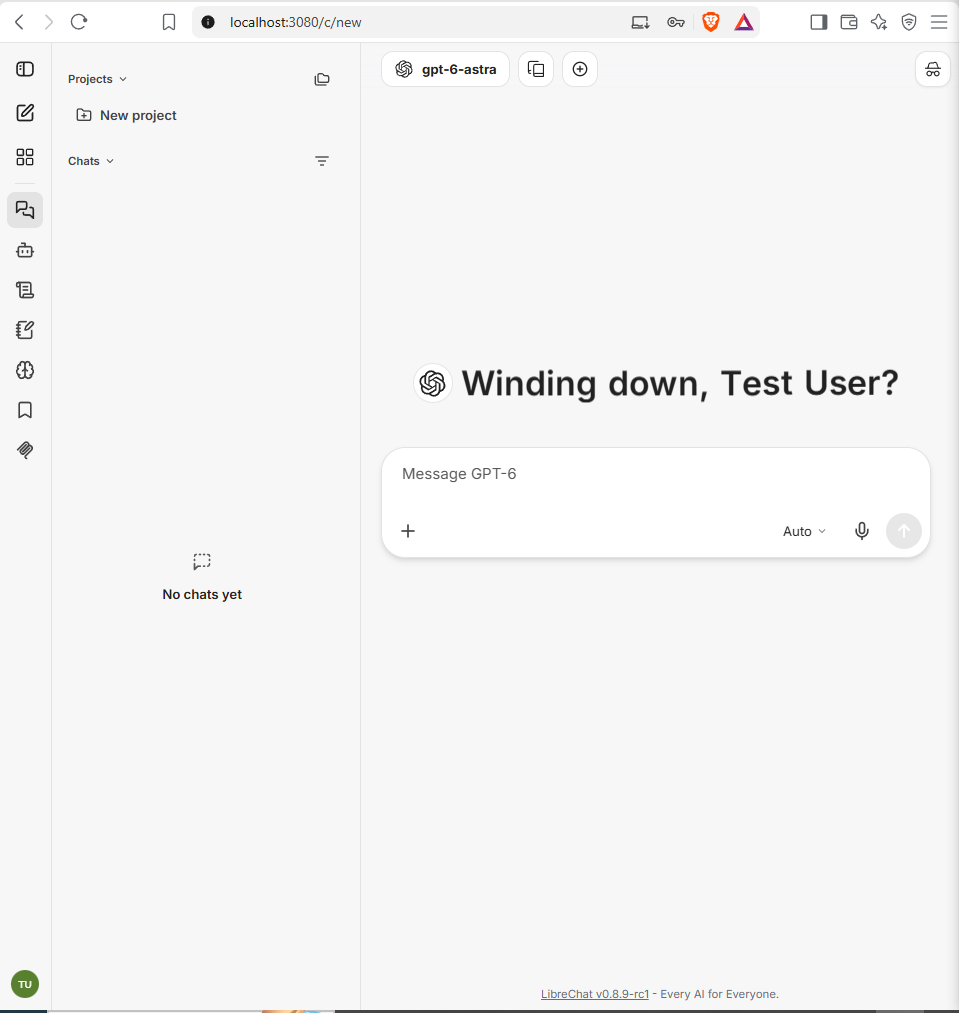 localhost:3080/c/new
Projects
New project
Chats
No chats yet
TU
gpt-6-astra
Winding down, Test User?
Message GPT-6
Auto
LibreChat v0.8.9-rc1 - Every AI for Everyone.